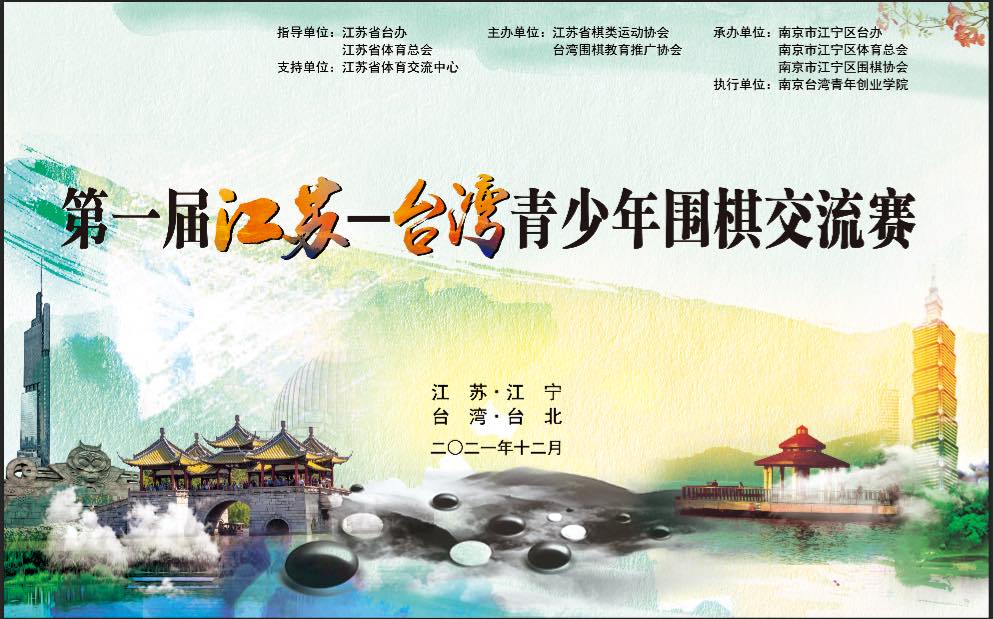 指导单位：江苏省台办
江苏省体育总会
支持单位：江苏省体育交流中心
主办单位：江苏省棋类运动协会
台湾围棋教育推广协会
承办单位：南京市江宁区台办
南京市江宁区体育总会
南京市江宁区围棋协会
执行单位：南京台湾青年创业学院
第一届江苏—台湾青少年围棋交流赛
江 苏·江 宁
台 湾·台 北
二〇二一年十二月